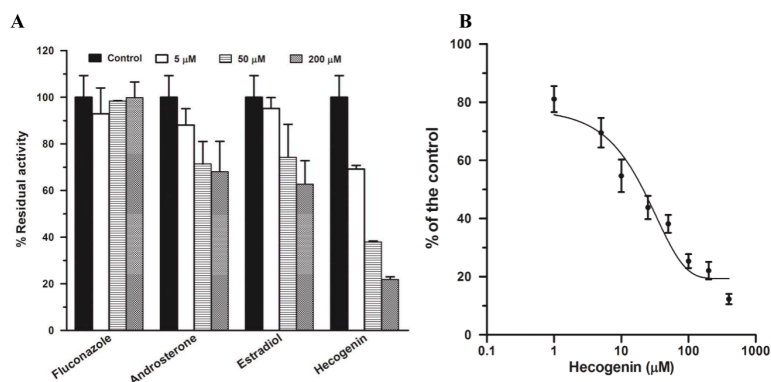 A
Control
5 μM
50 μM
200 μM
120
100
80
60
40
20
0
% Residual activity
Fluconazole
Androsterone
Estradiol
Hecogenin
B
100
80
60
40
20
0
% of the control
0.1
1
10
100
1000
Hecogenin (μM)